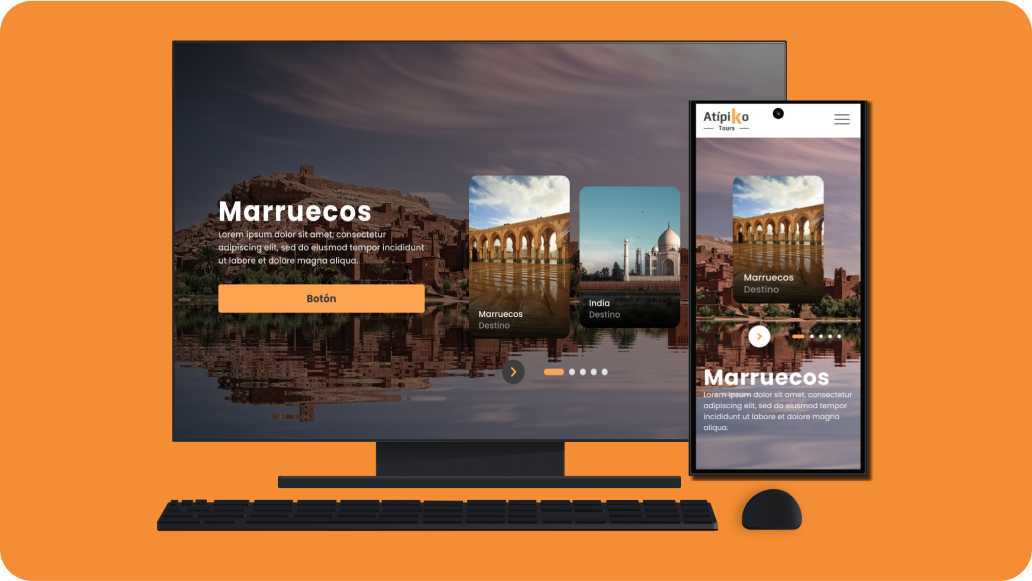 Marruecos
Lorem ipsum dolor sit amet, consectetur
adipiscing elit, sed do eiusmod tempor incididunt
ut labore et dolore magna aliqua.
Botón
Marruecos
Destino
India
Destino
Atípiko
Tours
Marruecos
Destino
Marruecos
Lorem ipsum dolor sit amet, consectetur
adipiscing elit, sed do eiusmod tempor
incididunt ut labore et dolore magna
aliqua.